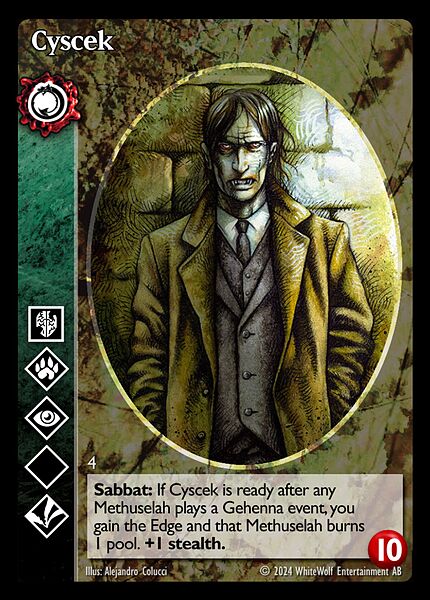 Cyscek
4
Sabbat: If Cyscek is ready after any
Methuselah plays a Gehenna event, you
gain the Edge and that Methuselah burns
1 pool. +1 stealth.
10
Illus: Alejandro Colucci
© 2024 WhiteWolf Entertainment AB